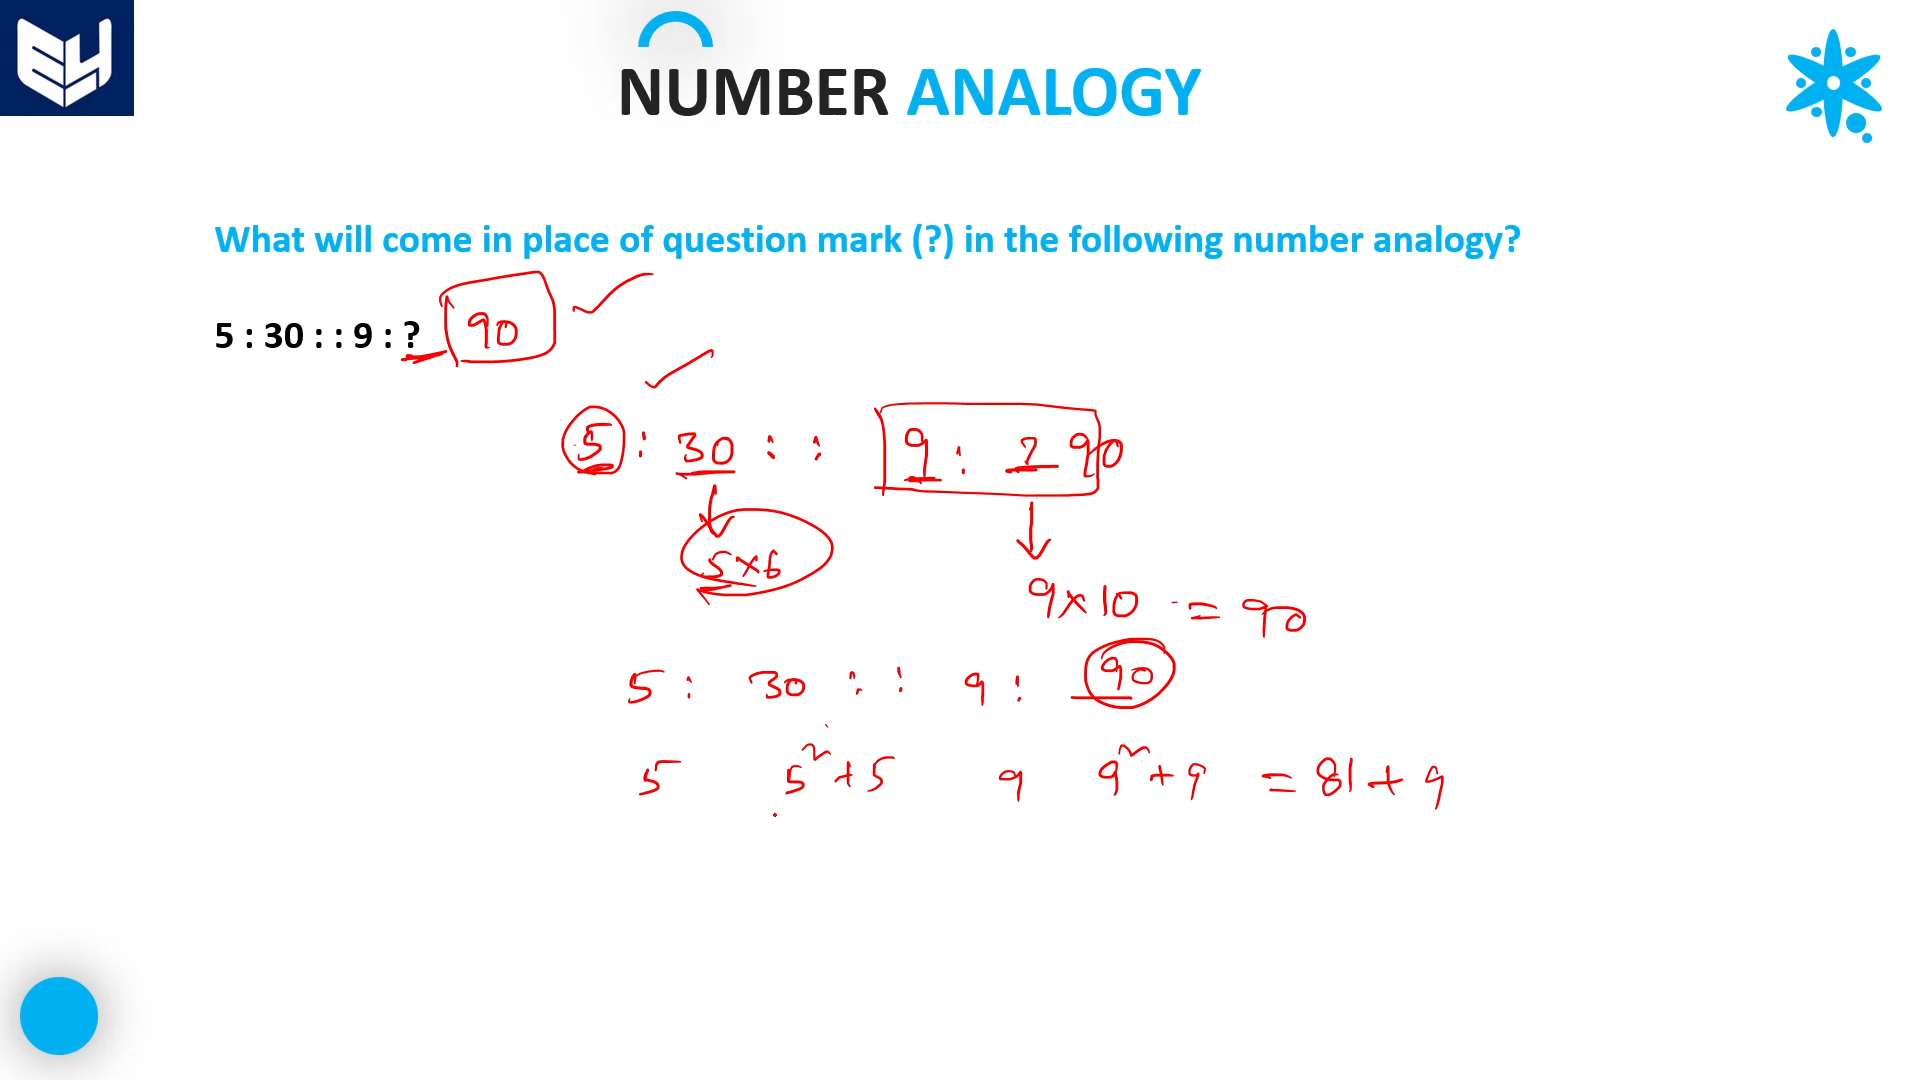 NUMBER ANALOGY
What will come in place of question mark (?) in the following number analogy?
5 : 30 : : 9 : ? 90
5 : 30 : : 9 : ? 90
5×6
9×10 = 90
5 : 30 : : 9 : 90
5 5²+5 9 9²+9 = 81+9